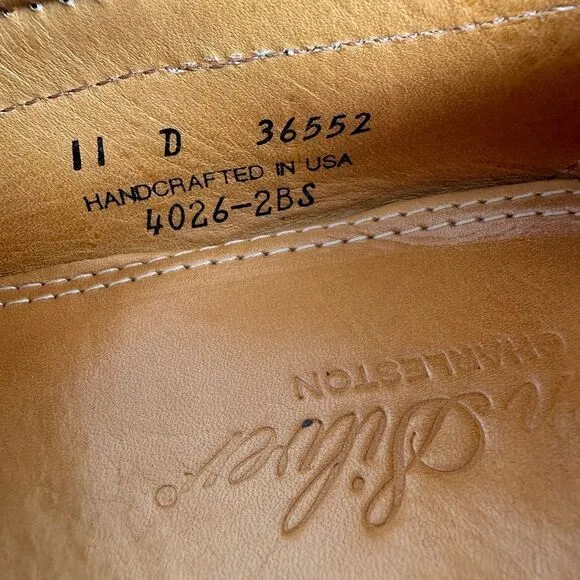 11 D 36552
HANDCRAFTED IN USA
4026-2BS
Silver®
CHARLESTON